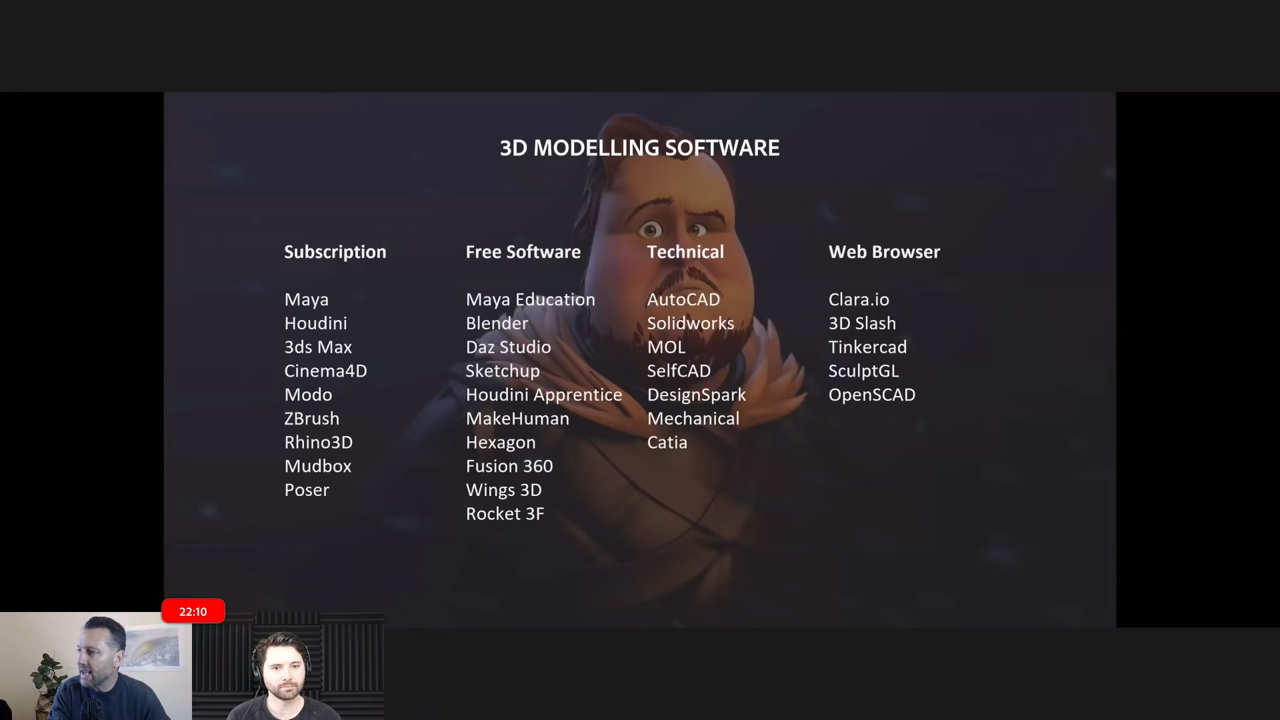 3D MODELLING SOFTWARE
Subscription
Maya
Houdini
3ds Max
Cinema4D
Modo
ZBrush
Rhino3D
Mudbox
Poser
Free Software
Maya Education
Blender
Daz Studio
Sketchup
Houdini Apprentice
MakeHuman
Hexagon
Fusion 360
Wings 3D
Rocket 3F
Technical
AutoCAD
Solidworks
MOL
SelfCAD
DesignSpark
Mechanical
Catia
Web Browser
Clara.io
3D Slash
Tinkercad
SculptGL
OpenSCAD
22:10